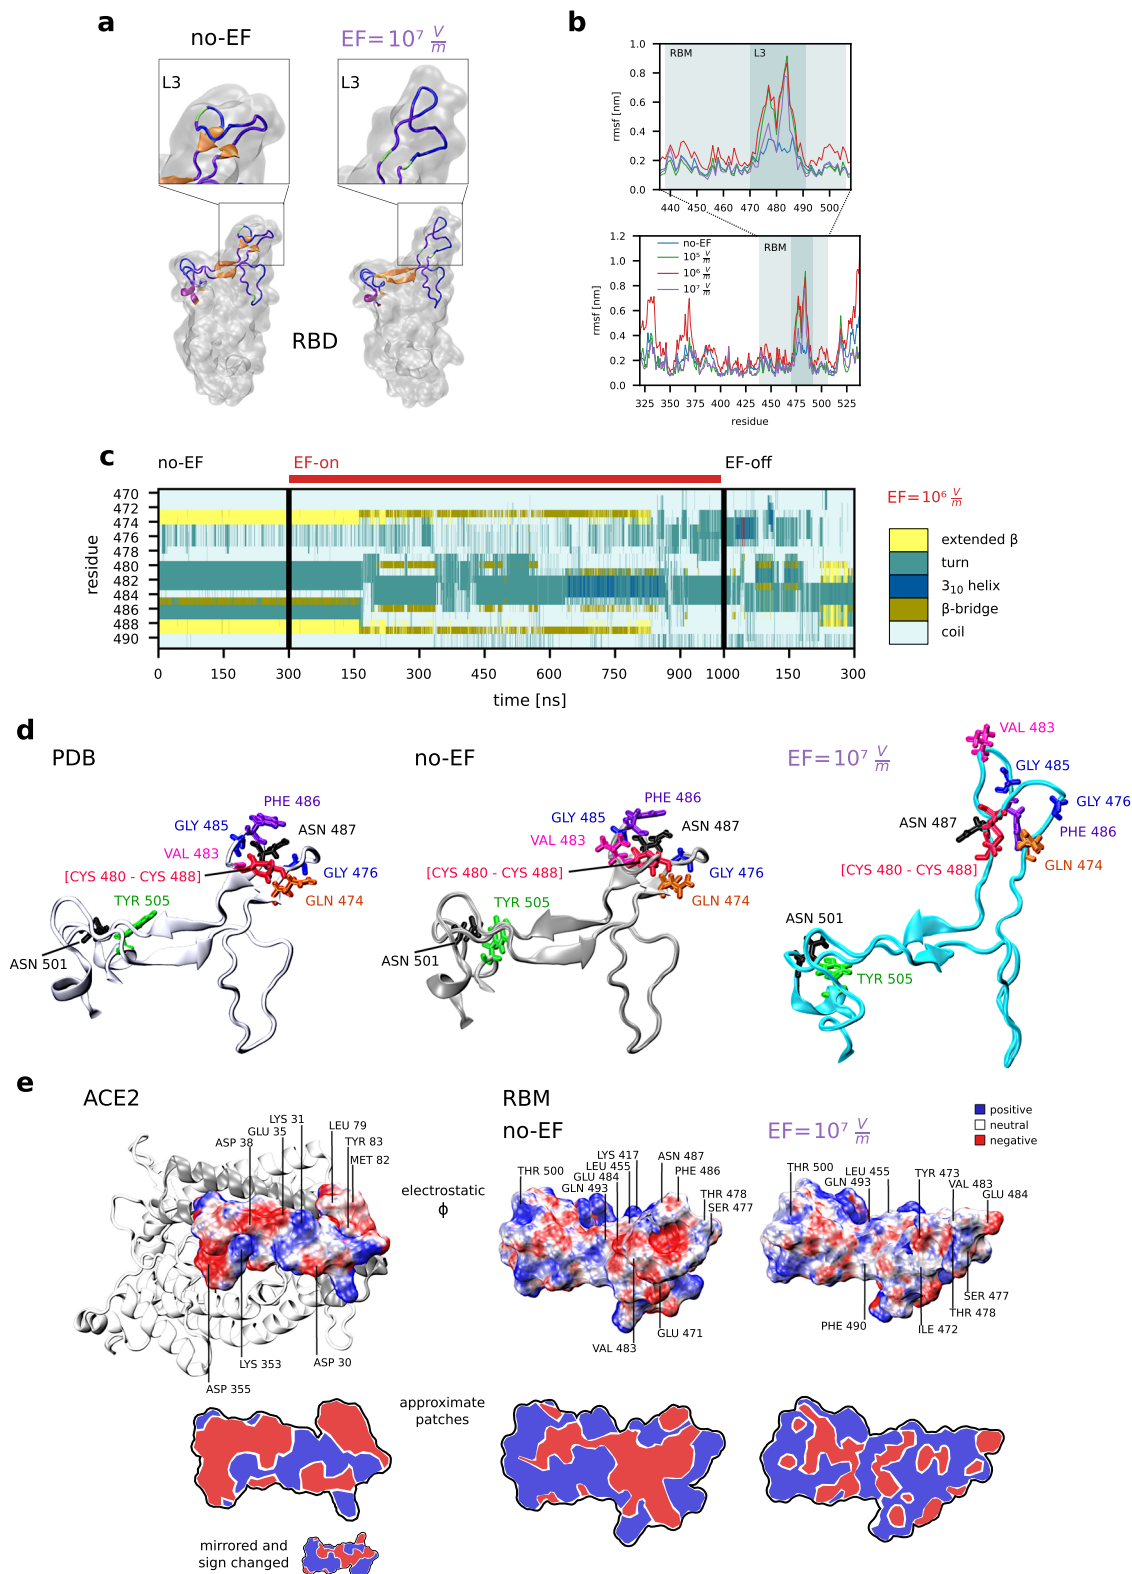 a
no-EF
EF=10⁷ V/m
L3
L3
RBD
b
1.0
0.8
0.6
0.4
0.2
0.0
rmsf [nm]
RBM
L3
440 450 460 470 480 490 500
1.2
1.0
0.8
0.6
0.4
0.2
0.0
rmsf [nm]
no-EF
10⁵ V/m
10⁶ V/m
10⁷ V/m
RBM
325 350 375 400 425 450 475 500 525
residue
c
no-EF
EF-on
EF-off
470
472
474
476
478
480
482
484
486
488
490
residue
0 150 300 150 300 450 600 750 900 1000 150 300
time [ns]
EF=10⁶ V/m
extended β
turn
3₁₀ helix
β-bridge
coil
d
PDB
PHE 486
GLY 485
ASN 487
VAL 483
[CYS 480 - CYS 488]
GLY 476
TYR 505
GLN 474
ASN 501
no-EF
PHE 486
GLY 485
ASN 487
VAL 483
[CYS 480 - CYS 488]
GLY 476
TYR 505
GLN 474
ASN 501
EF=10⁷ V/m
VAL 483
GLY 485
GLY 476
ASN 487
PHE 486
GLN 474
[CYS 480 - CYS 488]
ASN 501
TYR 505
e
ACE2
LYS 31
GLU 35
ASP 38
LEU 79
TYR 83
MET 82
LYS 353
ASP 30
ASP 355
electrostatic
ϕ
RBM
no-EF
LYS 417
LEU 455
GLU 484
GLN 493
THR 500
ASN 487
PHE 486
THR 478
SER 477
GLU 471
VAL 483
EF=10⁷ V/m
positive
neutral
negative
THR 500
LEU 455
GLN 493
TYR 473
VAL 483
GLU 484
SER 477
THR 478
PHE 490
ILE 472
approximate
patches
mirrored and
sign changed